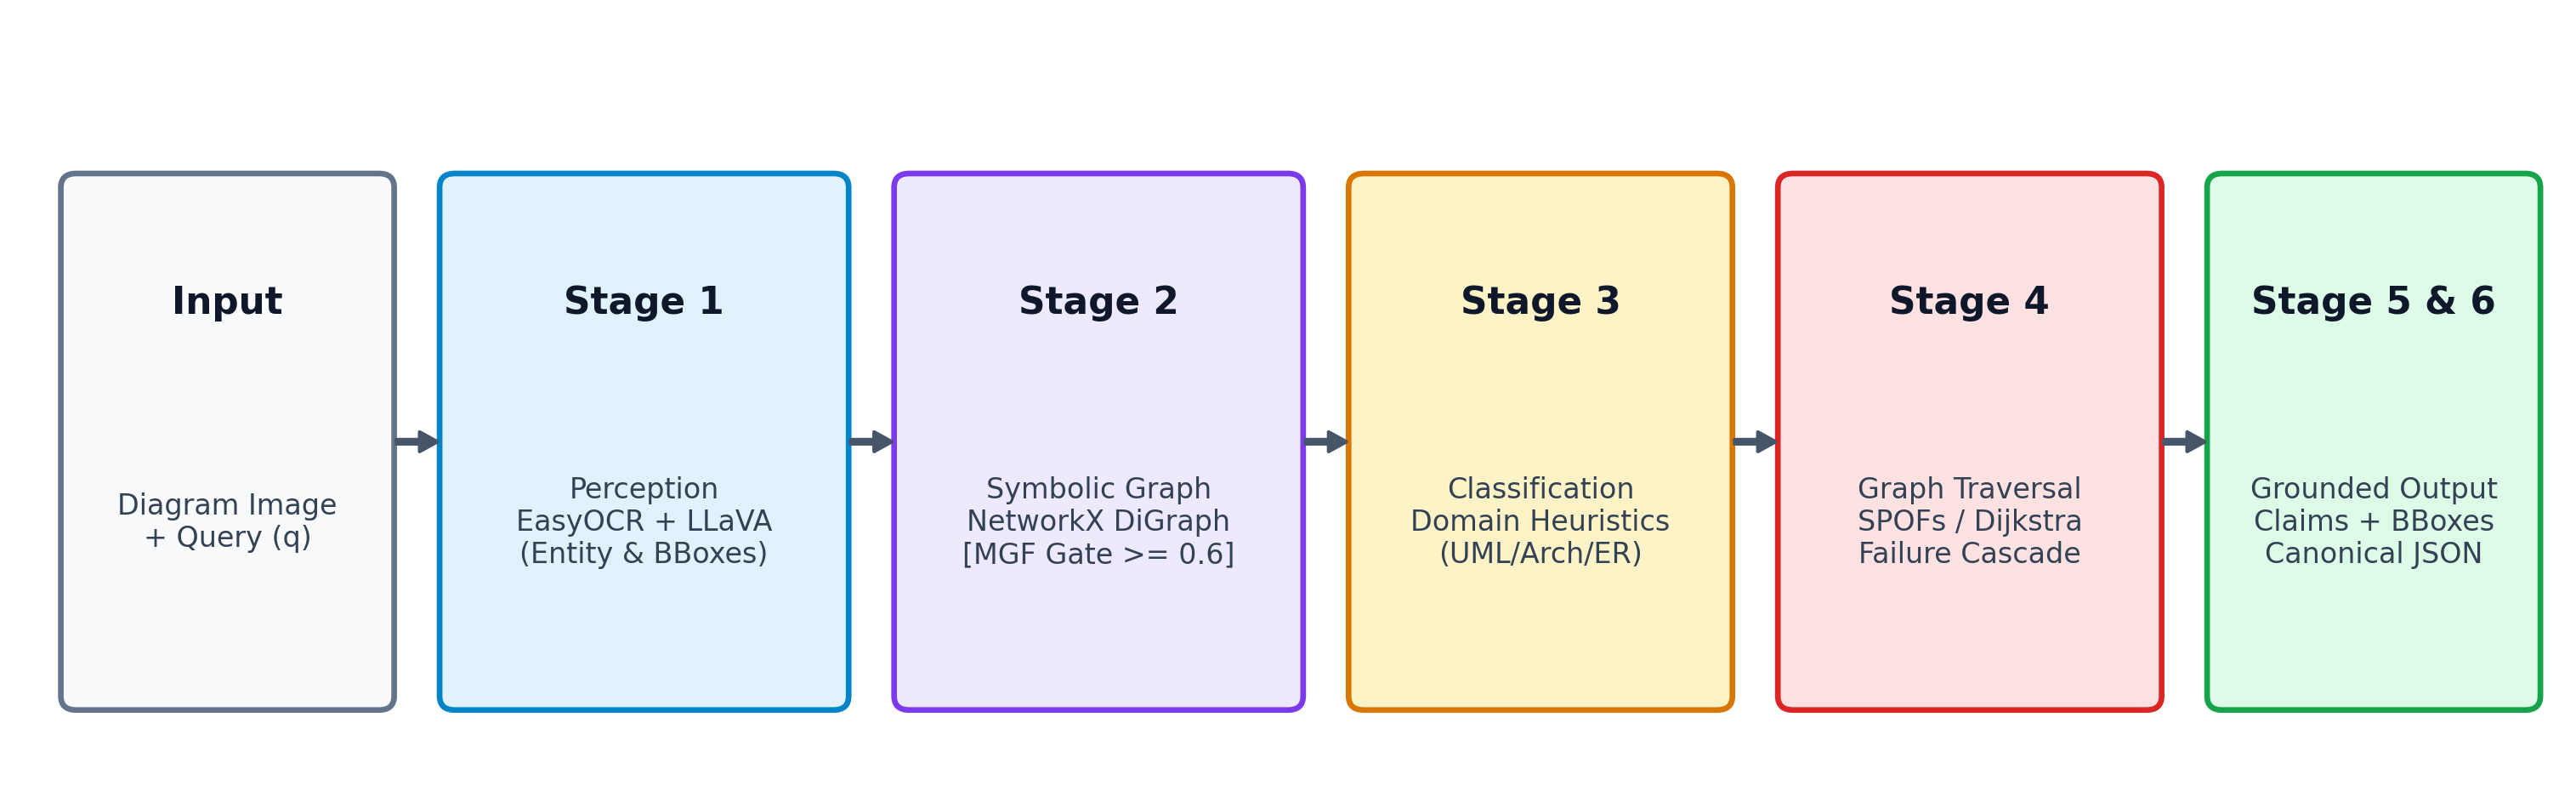 Input
Diagram Image
+ Query (q)
Stage 1
Perception
EasyOCR + LLaVA
(Entity & BBoxes)
Stage 2
Symbolic Graph
NetworkX DiGraph
[MGF Gate >= 0.6]
Stage 3
Classification
Domain Heuristics
(UML/Arch/ER)
Stage 4
Graph Traversal
SPOFs / Dijkstra
Failure Cascade
Stage 5 & 6
Grounded Output
Claims + BBoxes
Canonical JSON